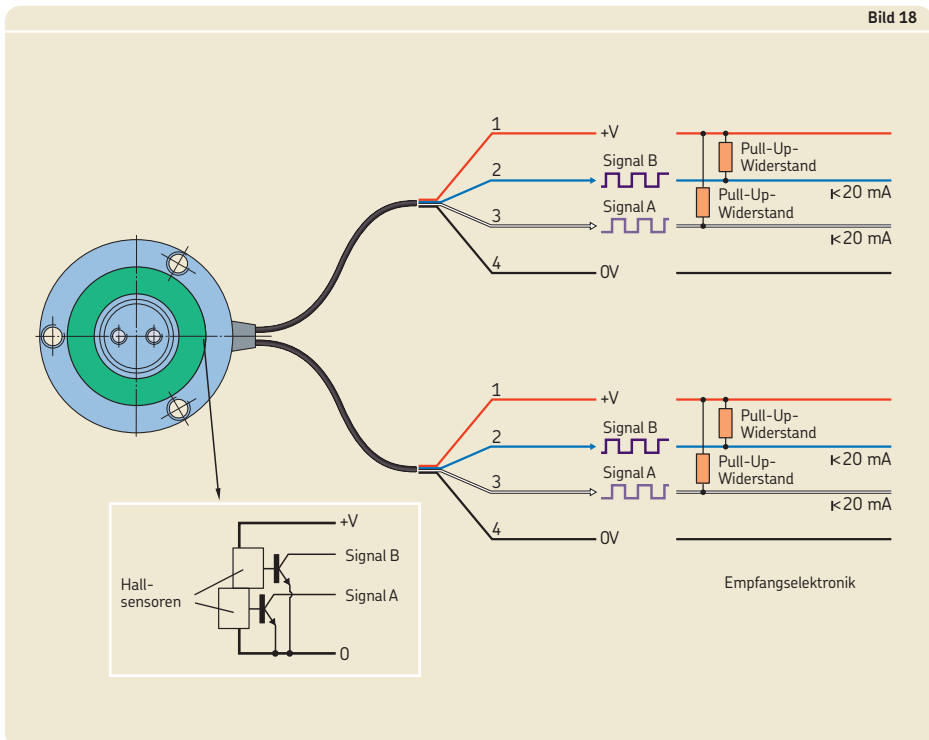 Bild 18
1
+V
Signal B
Pull-Up-
Widerstand
2
I<20 mA
Signal A
Pull-Up-
Widerstand
3
I<20 mA
4
0V
1
+V
Signal B
Pull-Up-
Widerstand
2
I<20 mA
Signal A
Pull-Up-
Widerstand
3
I<20 mA
4
0V
Empfangselektronik
+V
Signal B
Hall-
sensoren
Signal A
0